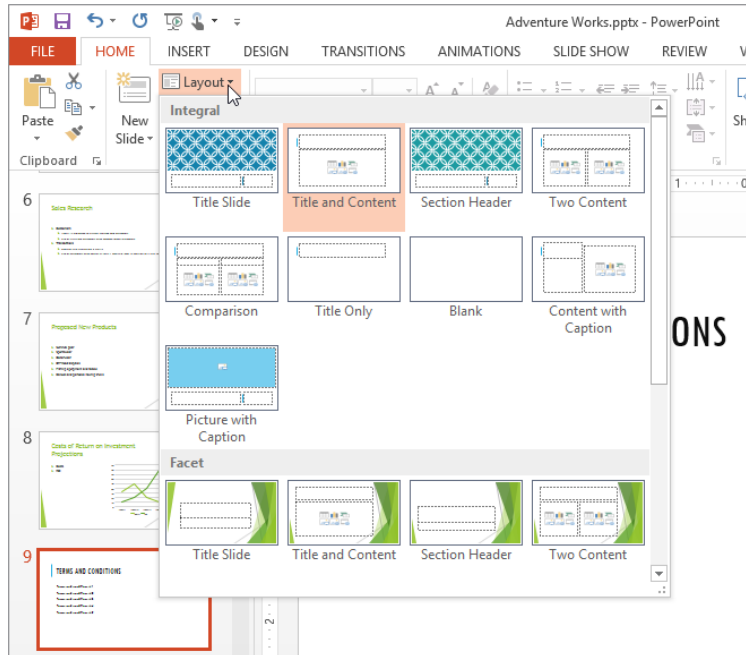 Adventure Works.pptx - PowerPoint
FILE HOME INSERT DESIGN TRANSITIONS ANIMATIONS SLIDE SHOW REVIEW
Paste
New
Slide
Layout
Clipboard
Integral
Title Slide
Title and Content
Section Header
Two Content
Comparison
Title Only
Blank
Content with
Caption
Picture with
Caption
Facet
Title Slide
Title and Content
Section Header
Two Content
6
Sales Research
7
Proposed New Products
8
Costs of Return on Investment
Projections
9
TERMS AND CONDITIONS
1
0
2
ONS